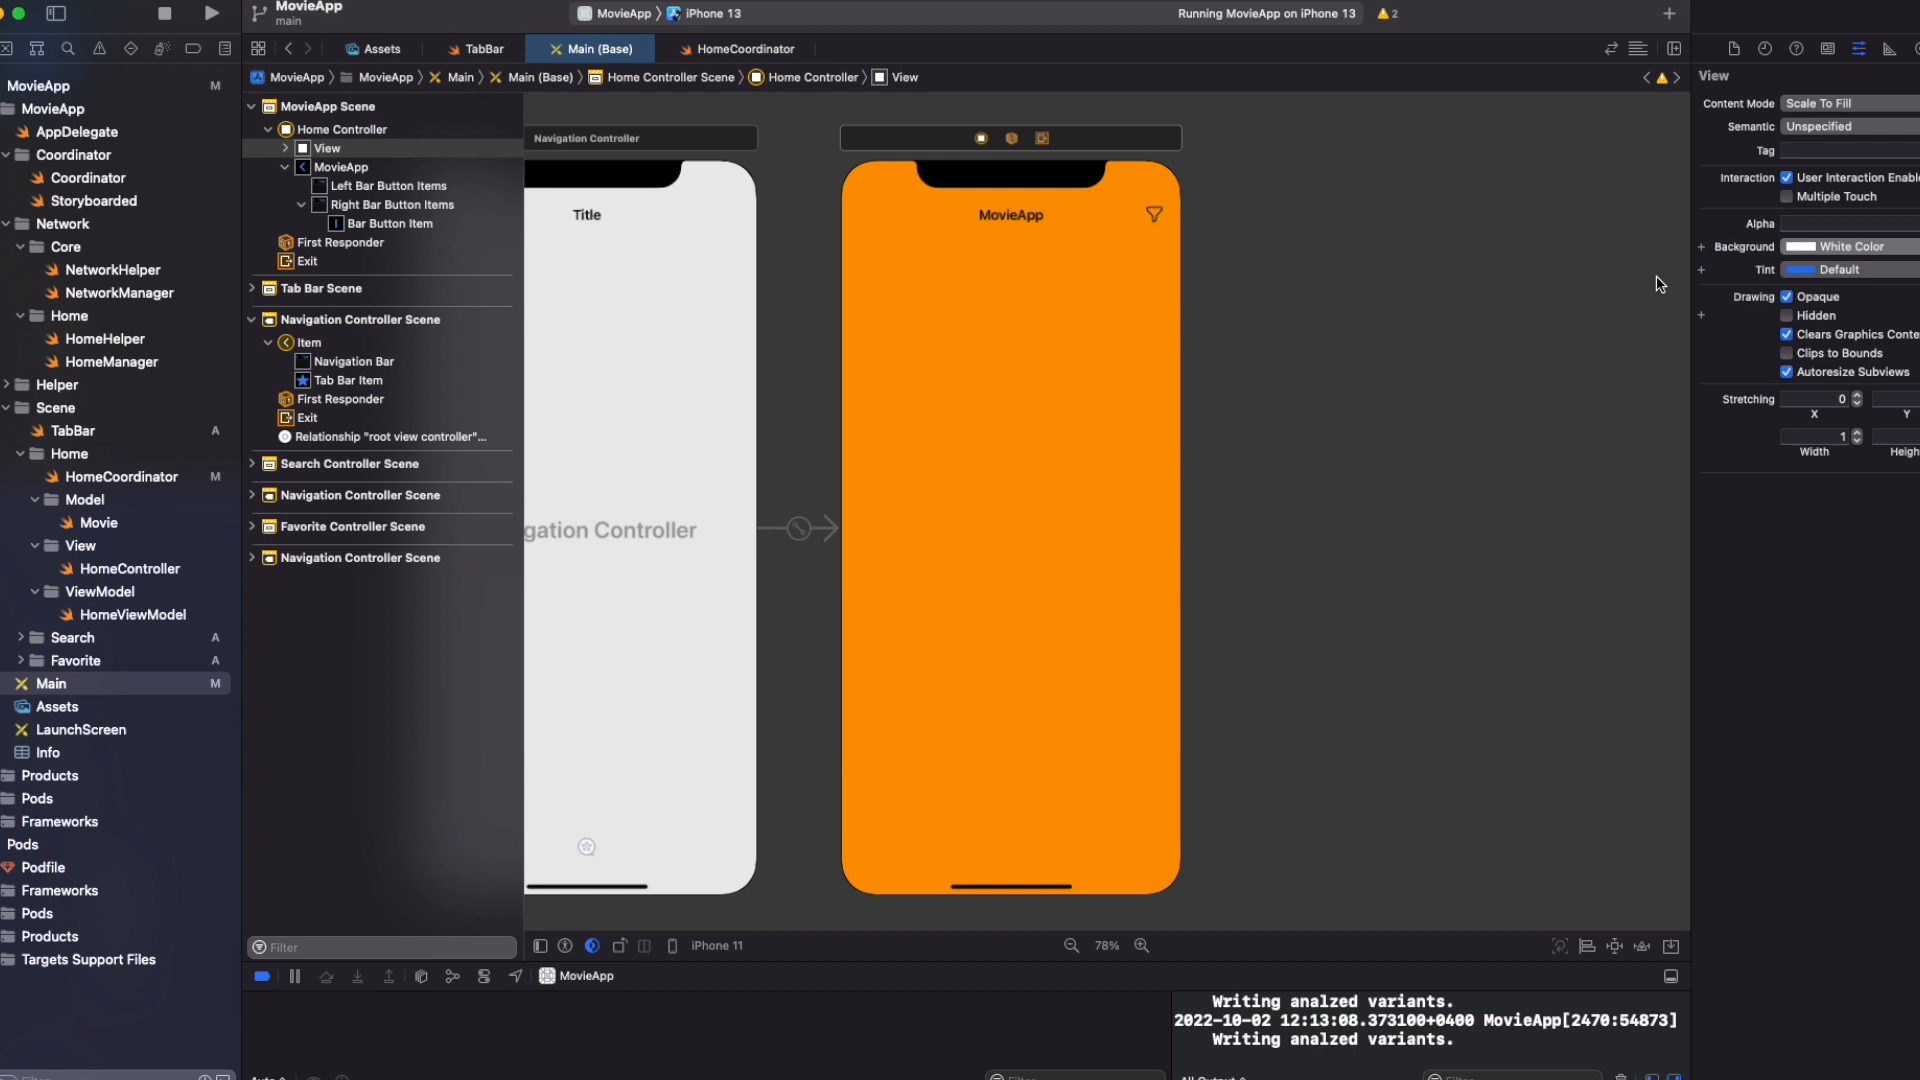 MovieApp
main
MovieApp
iPhone 13
Running MovieApp on iPhone 13
2
Assets
TabBar
Main (Base)
HomeCoordinator
MovieApp
MovieApp
Main
Main (Base)
Home Controller Scene
Home Controller
View
MovieApp M
MovieApp
AppDelegate
Coordinator
Coordinator
Storyboarded
Network
Core
NetworkHelper
NetworkManager
Home
HomeHelper
HomeManager
Helper
Scene
TabBar A
Home
HomeCoordinator M
Model
Movie
View
HomeController
ViewModel
HomeViewModel
Search A
Favorite A
Main M
Assets
LaunchScreen
Info
Products
Pods
Frameworks
Pods
Podfile
Frameworks
Pods
Products
Targets Support Files
MovieApp Scene
Home Controller
View
MovieApp
Left Bar Button Items
Right Bar Button Items
Bar Button Item
First Responder
Exit
Tab Bar Scene
Navigation Controller Scene
Item
Navigation Bar
Tab Bar Item
First Responder
Exit
Relationship "root view controller"...
Search Controller Scene
Navigation Controller Scene
Favorite Controller Scene
Navigation Controller Scene
Filter
Navigation Controller
Title
gation Controller
MovieApp
iPhone 11
78%
MovieApp
View
Content Mode Scale To Fill
Semantic Unspecified
Tag
Interaction User Interaction Enable
Multiple Touch
Alpha
Background White Color
Tint Default
Drawing Opaque
Hidden
Clears Graphics Conte
Clips to Bounds
Autoresize Subviews
Stretching 0
X Y
1
Width Heigh
Writing analzed variants.
2022-10-02 12:13:08.373100+0400 MovieApp[2470:54873]
Writing analzed variants.